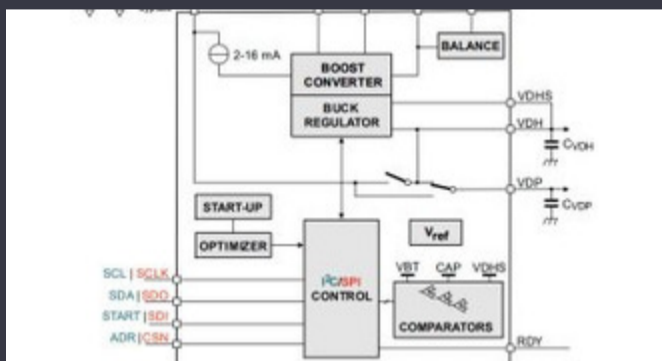 2-16 mA
BALANCE
BOOST
CONVERTER
BUCK
REGULATOR
VDHS
VDH
CVDH
VDP
CVDP
START-UP
OPTIMIZER
Vref
I²C/SPI
CONTROL
VBT CAP VDHS
COMPARATORS
SCL | SCLK
SDA | SDO
START | SDI
ADR | CSN
RDY